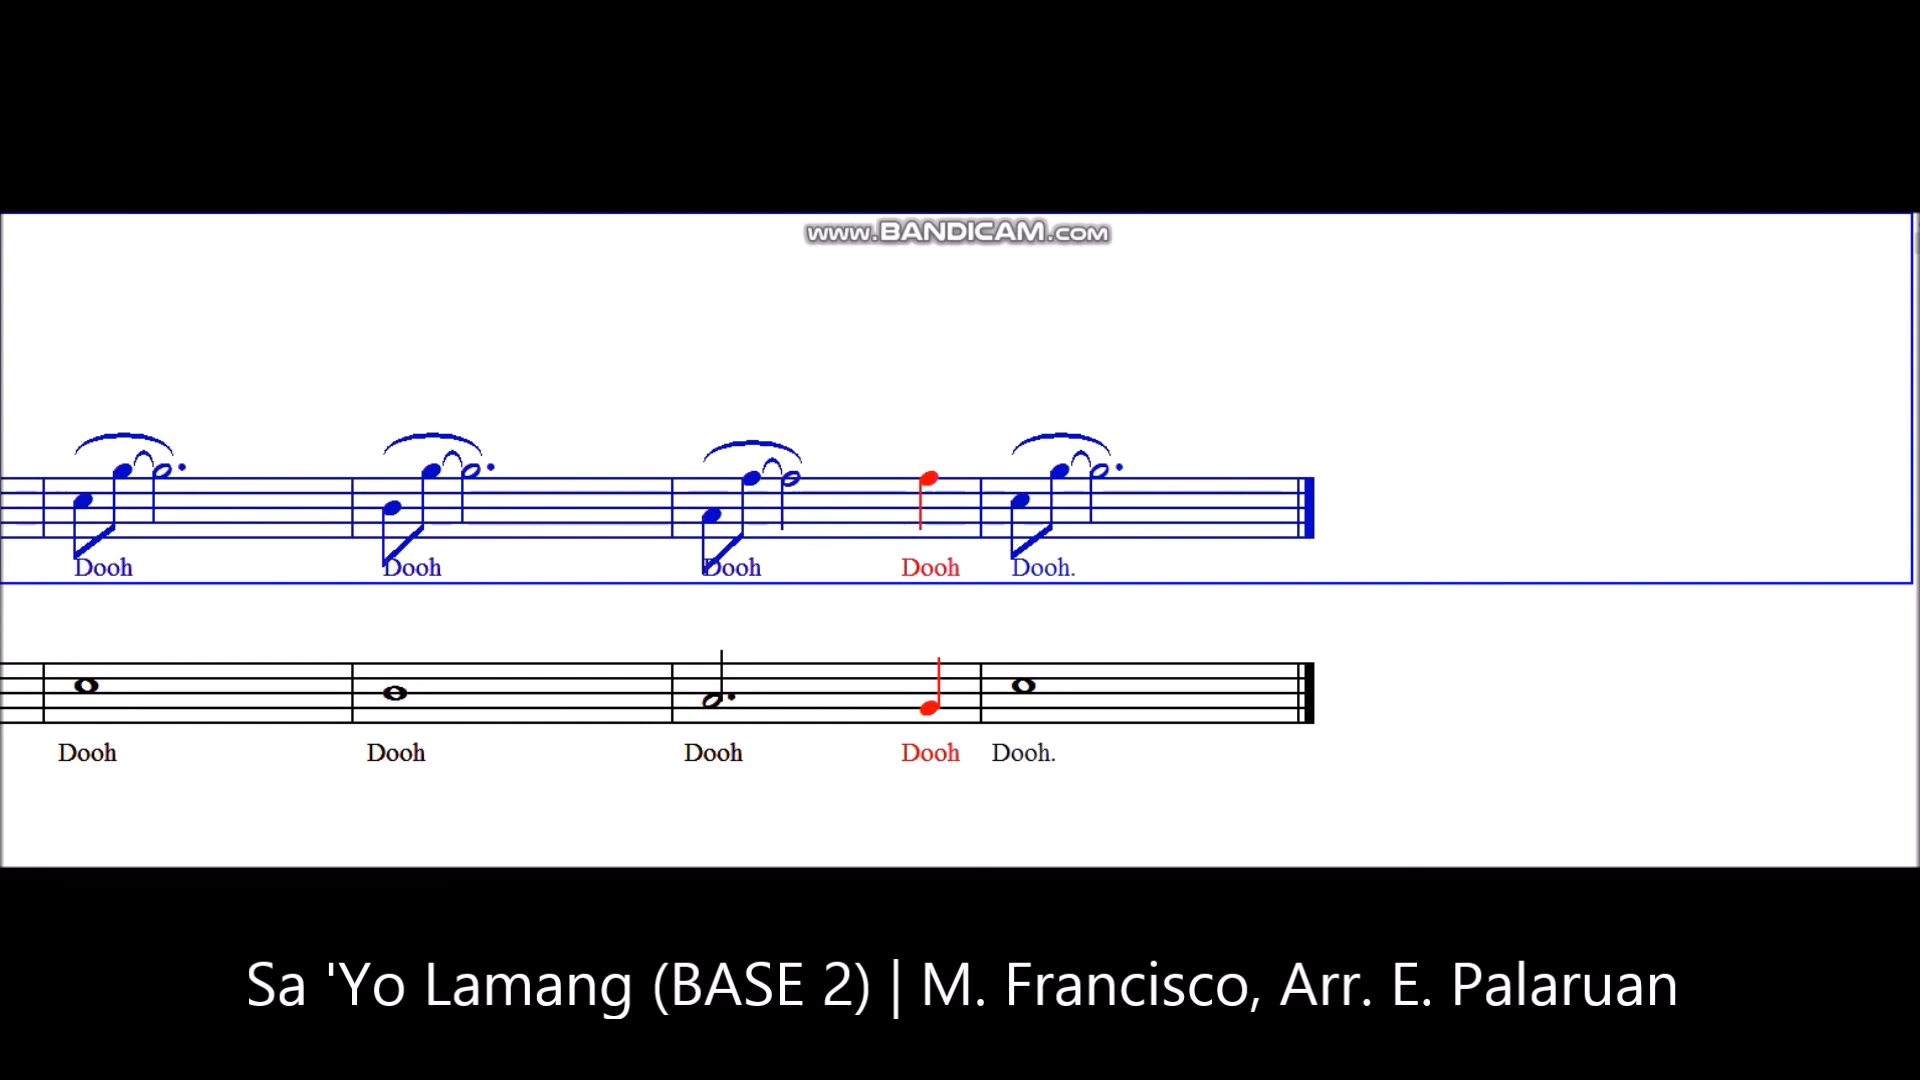 www.BANDICAM.com
Dooh Dooh Dooh Dooh Dooh.
Dooh Dooh Dooh Dooh Dooh.
Sa 'Yo Lamang (BASE 2) | M. Francisco, Arr. E. Palaruan